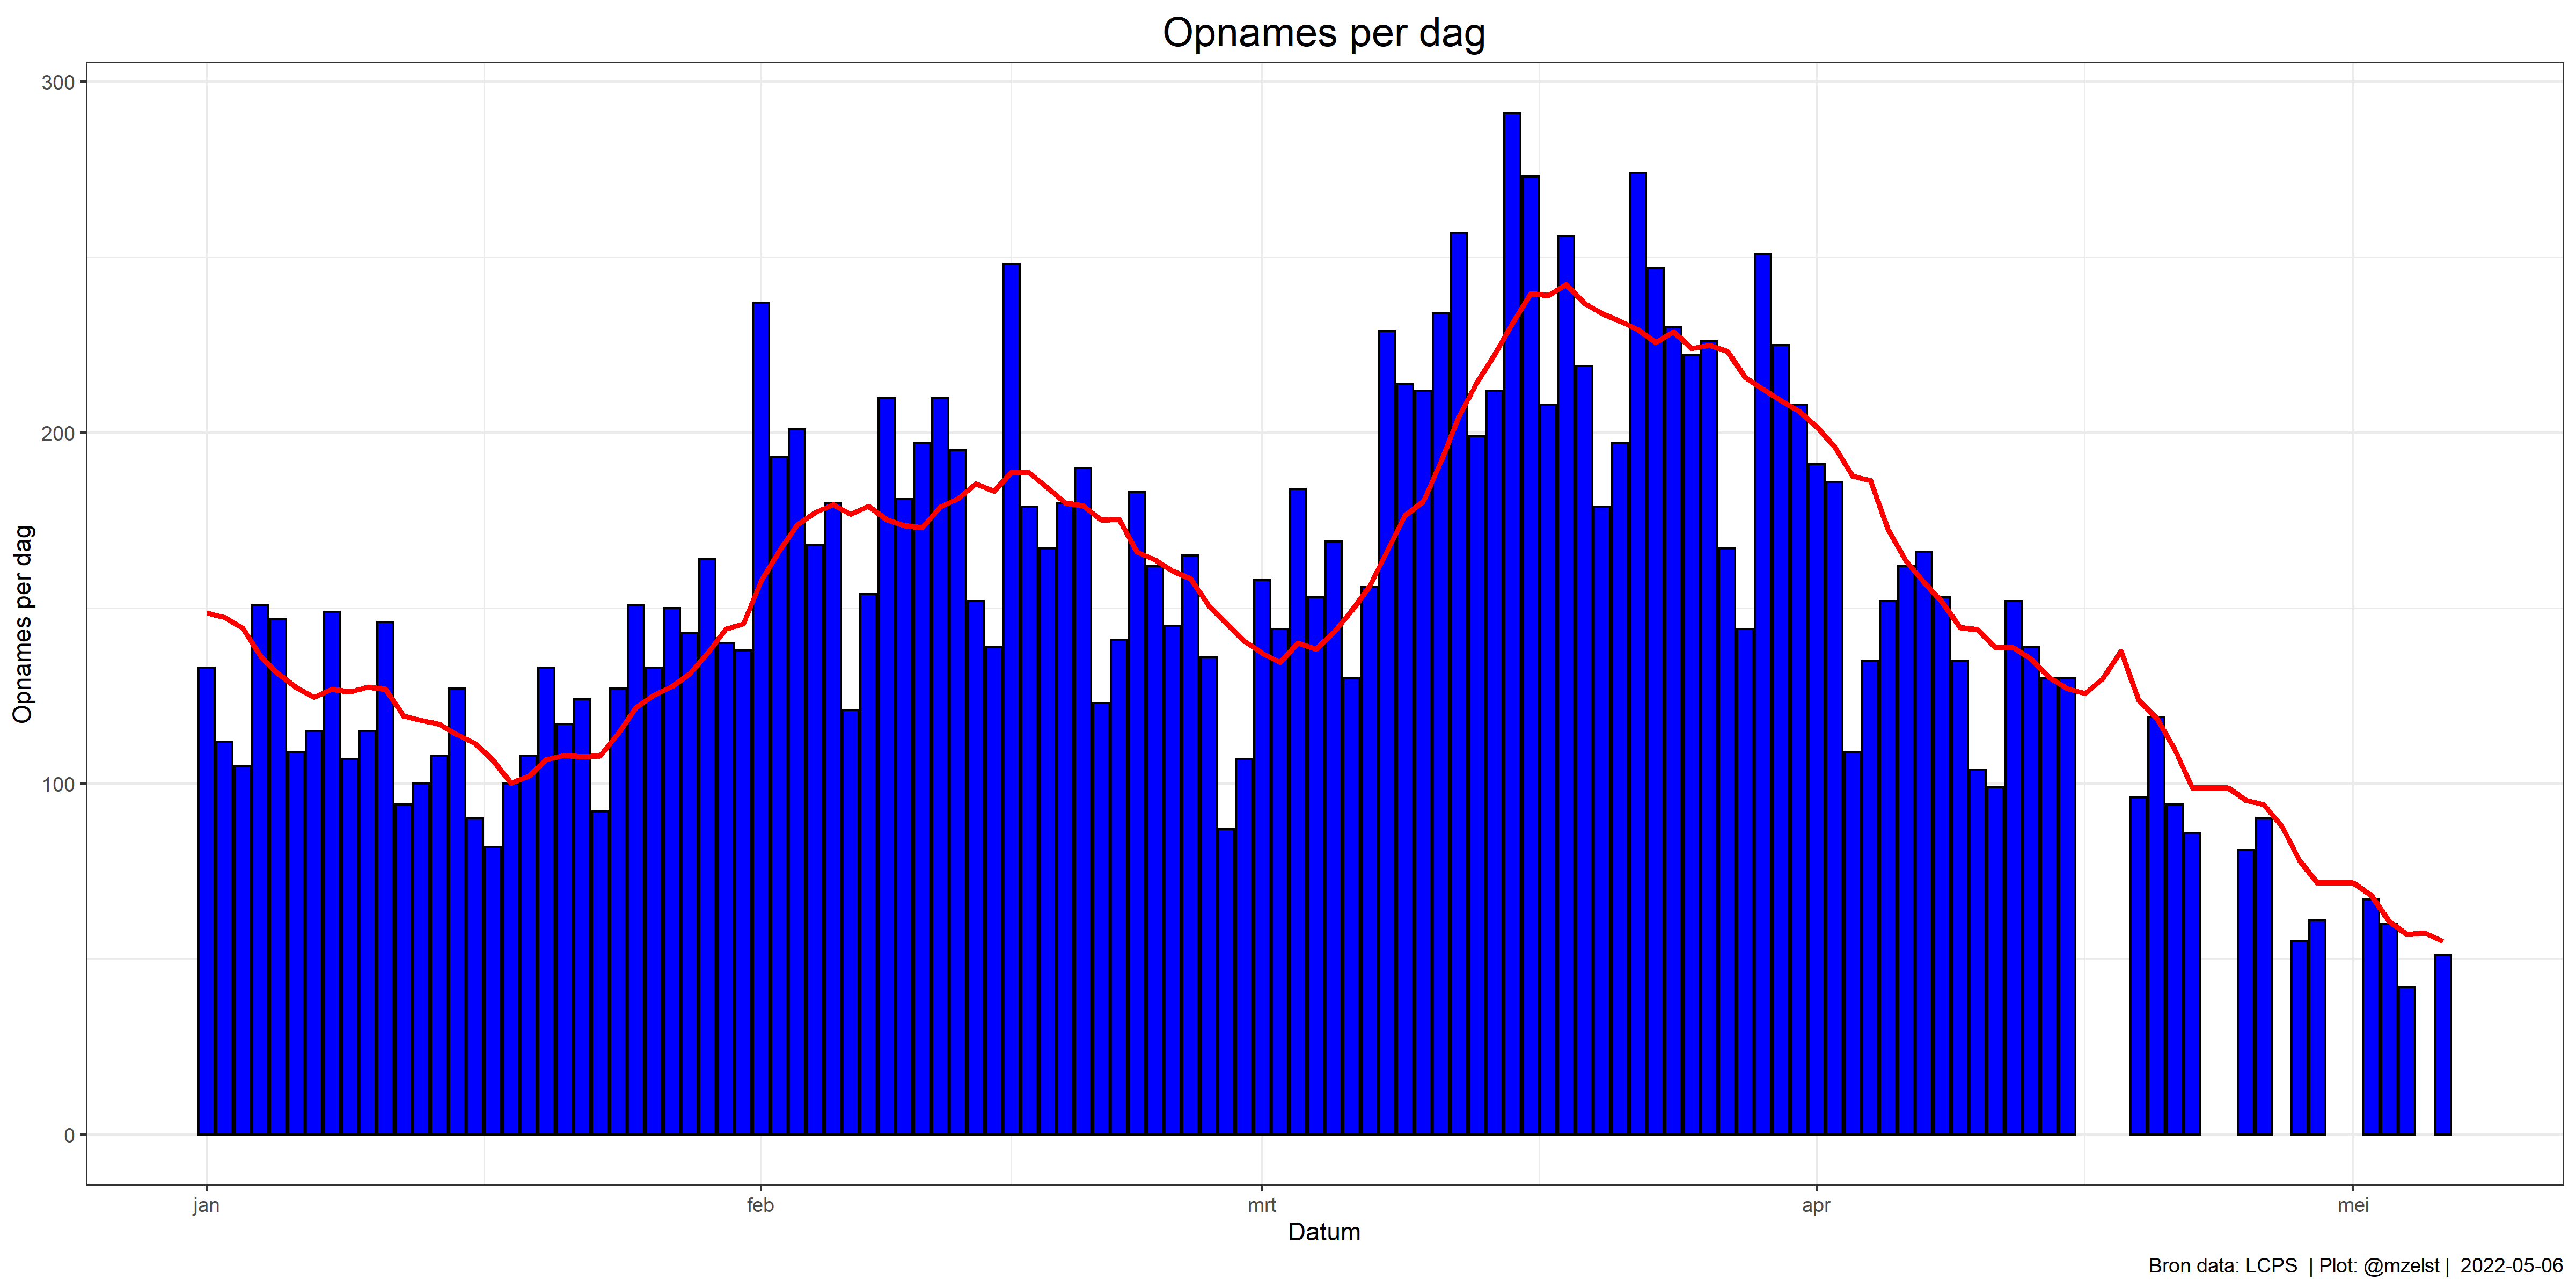 Opnames per dag
300
200
100
0
Opnames per dag
jan feb mrt apr mei
Datum
Bron data: LCPS | Plot: @mzelst | 2022-05-06